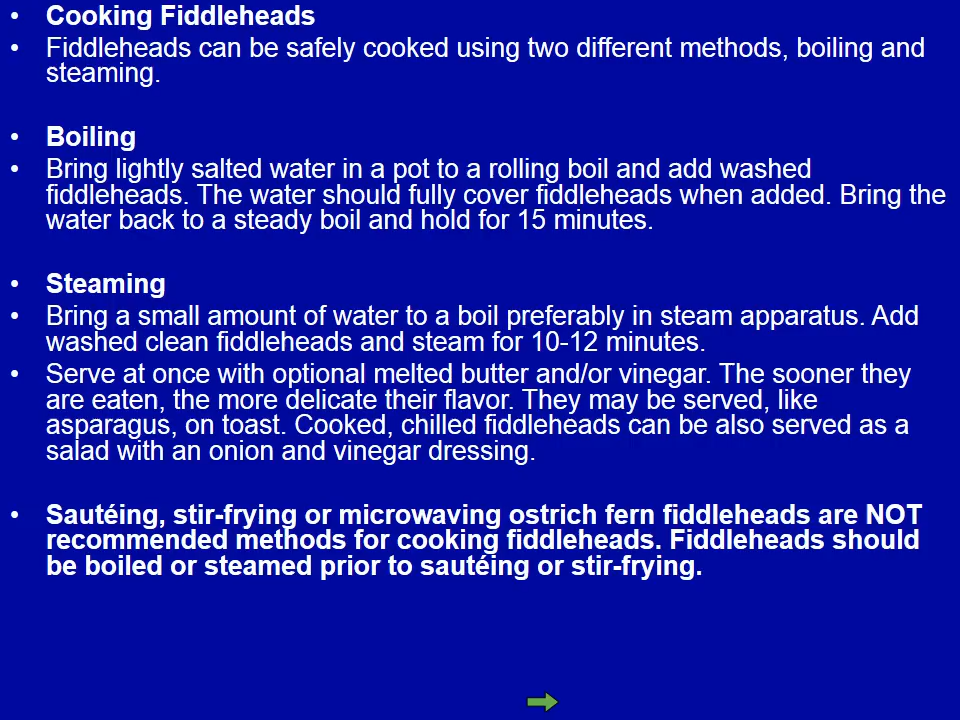 • Cooking Fiddleheads
• Fiddleheads can be safely cooked using two different methods, boiling and
steaming.
• Boiling
• Bring lightly salted water in a pot to a rolling boil and add washed
fiddleheads. The water should fully cover fiddleheads when added. Bring the
water back to a steady boil and hold for 15 minutes.
• Steaming
• Bring a small amount of water to a boil preferably in steam apparatus. Add
washed clean fiddleheads and steam for 10-12 minutes.
• Serve at once with optional melted butter and/or vinegar. The sooner they
are eaten, the more delicate their flavor. They may be served, like
asparagus, on toast. Cooked, chilled fiddleheads can be also served as a
salad with an onion and vinegar dressing.
• Sautéing, stir-frying or microwaving ostrich fern fiddleheads are NOT
recommended methods for cooking fiddleheads. Fiddleheads should
be boiled or steamed prior to sautéing or stir-frying.